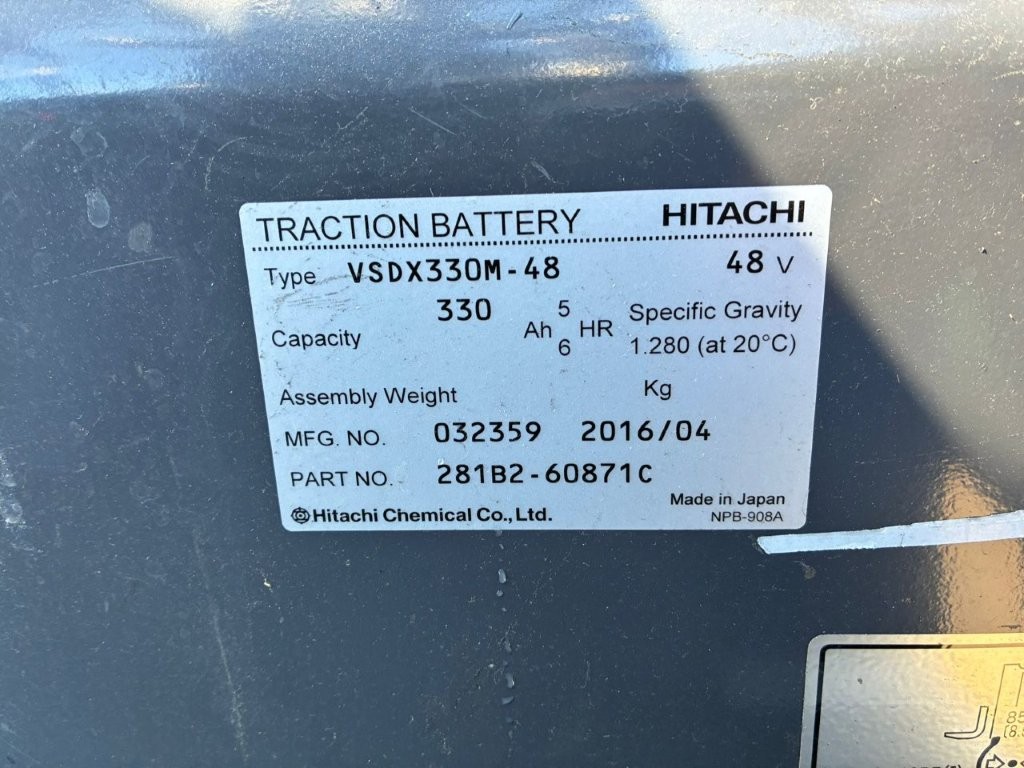 TRACTION BATTERY HITACHI
Type VSDX330M-48 48 V
Capacity 330 Ah 5 HR Specific Gravity
6 1.280 (at 20°C)
Assembly Weight Kg
MFG. NO. 032359 2016/04
PART NO. 281B2-60871C
Hitachi Chemical Co., Ltd. Made in Japan
NPB-908A